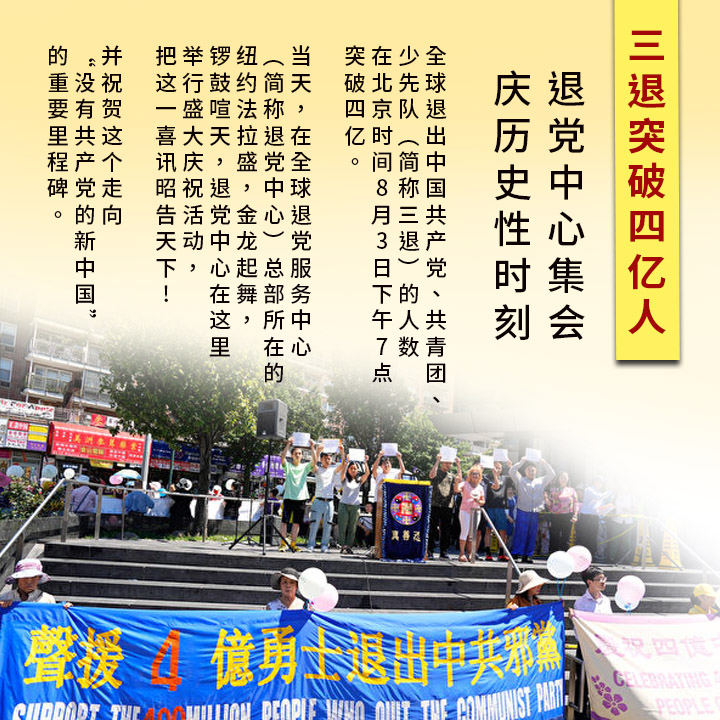 三退突破四亿人
退党中心集会
庆历史性时刻
全球退出中国共产党、共青团、
少先队（简称三退）的人数
在北京时间8月3日下午7点
突破四亿。
当天，在全球退党服务中心
（简称退党中心）总部所在的
纽约法拉盛，金龙起舞，
锣鼓喧天，退党中心在这里
举行盛大庆祝活动，
把这一喜讯昭告天下！
并祝贺这个走向
“没有共产党的新中国”
的重要里程碑。
真善忍
聲援4億勇士退出中共邪黨
SUPPORT THE 400 MILLION PEOPLE WHO QUIT THE COMMUNIST PARTY
祝四億
CELEBRATING
PEOPLE